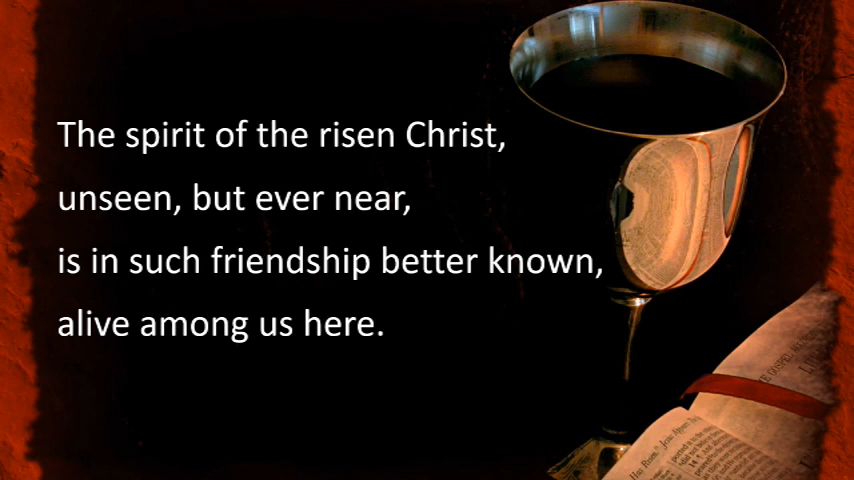 The spirit of the risen Christ,
unseen, but ever near,
is in such friendship better known,
alive among us here.
GOSPEL